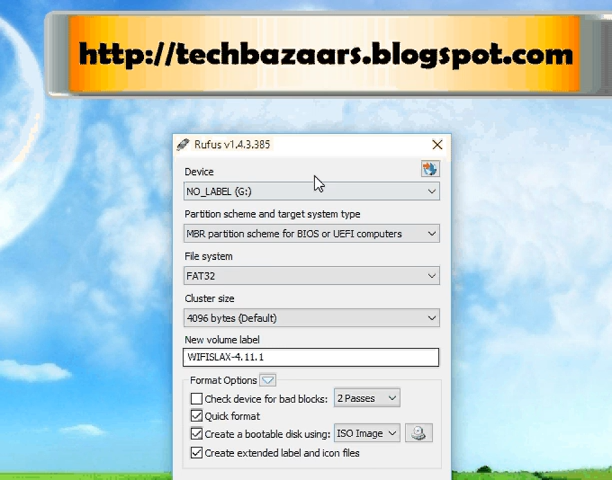 http://techbazaars.blogspot.com
Rufus v1.4.3.385
Device
NO_LABEL (G:)
Partition scheme and target system type
MBR partition scheme for BIOS or UEFI computers
File system
FAT32
Cluster size
4096 bytes (Default)
New volume label
WIFISLAX-4.11.1
Format Options
Check device for bad blocks: 2 Passes
Quick format
Create a bootable disk using: ISO Image
Create extended label and icon files